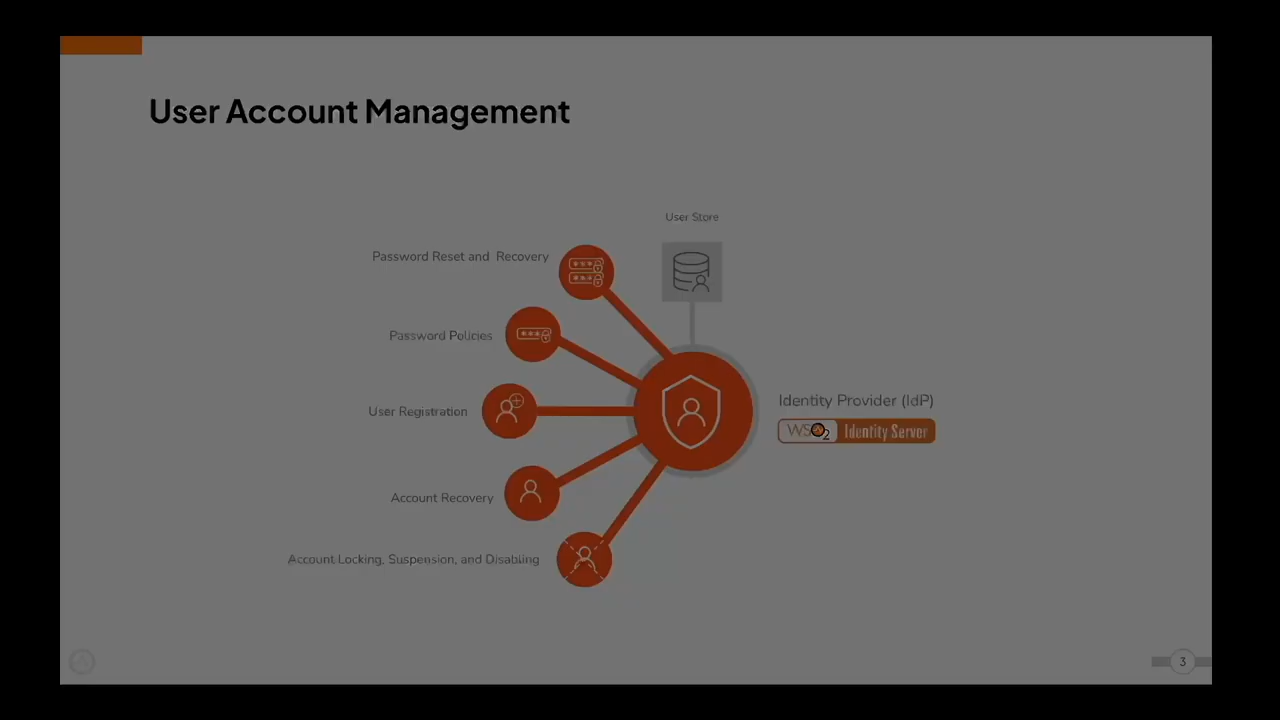 User Account Management
User Store
Password Reset and Recovery
Password Policies
User Registration
Identity Provider (IdP)
WSO2 Identity Server
Account Recovery
Account Locking, Suspension, and Disabling
3